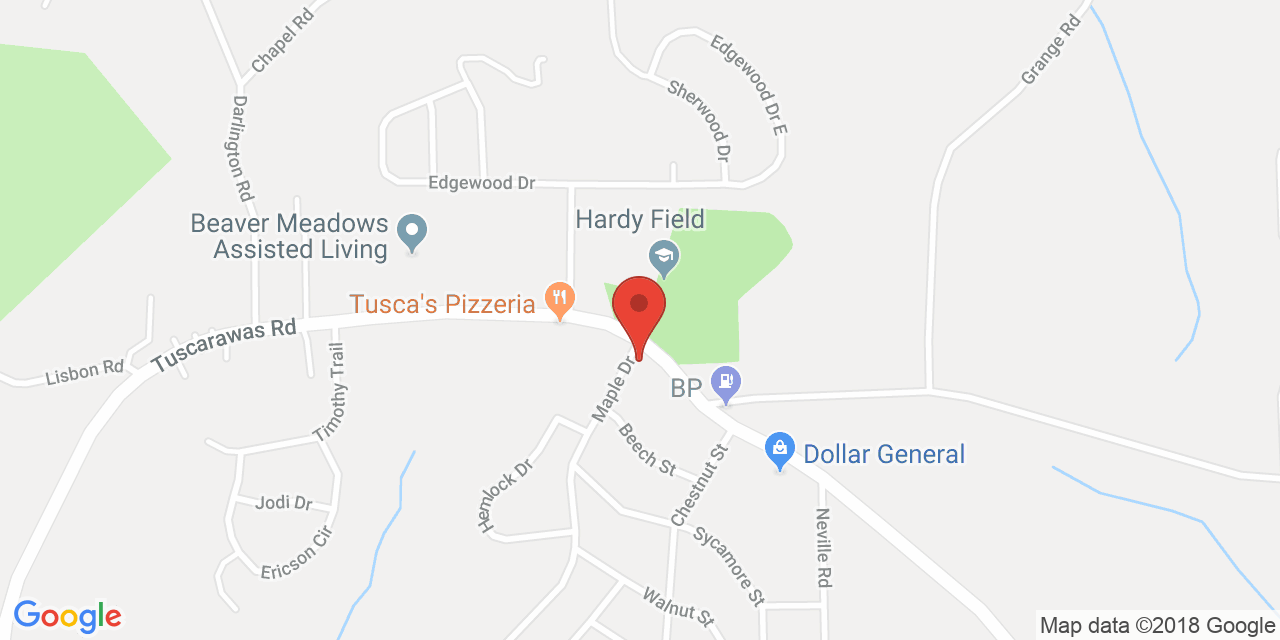 Chapel Rd
Grange Rd
Edgewood Dr E
Sherwood Dr
Darlington Rd
Edgewood Dr
Hardy Field
Beaver Meadows
Assisted Living
Tusca's Pizzeria
Tuscarawas Rd
Lisbon Rd
Timothy Trail
Maple Dr
BP
Beech St
Dollar General
Chestnut St
Hemlock Dr
Jodi Dr
Ericson Cir
Sycamore St
Neville Rd
Walnut St
Google
Map data ©2018 Google